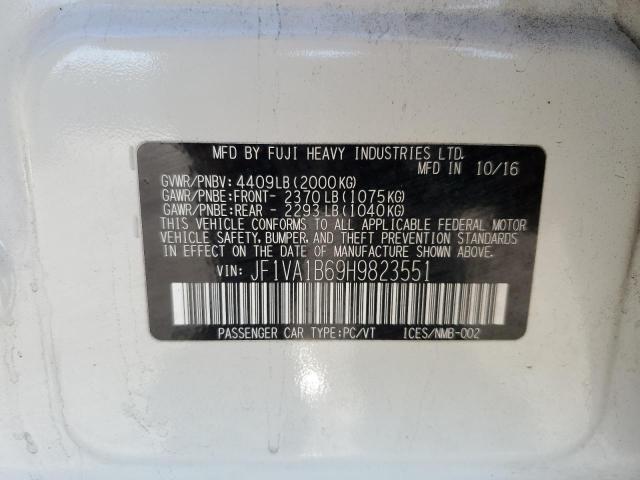 MFD BY FUJI HEAVY INDUSTRIES LTD.
MFD IN 10/16
GVWR/PNBV: 4409LB(2000KG)
GAWR/PNBE:FRONT- 2370LB(1075KG)
GAWR/PNBE:REAR - 2293LB(1040KG)
THIS VEHICLE CONFORMS TO ALL APPLICABLE FEDERAL MOTOR
VEHICLE SAFETY, BUMPER, AND THEFT PREVENTION STANDARDS
IN EFFECT ON THE DATE OF MANUFACTURE SHOWN ABOVE.
VIN: JF1VA1B69H9823551
PASSENGER CAR TYPE:PC/VT ICES/NMB-002